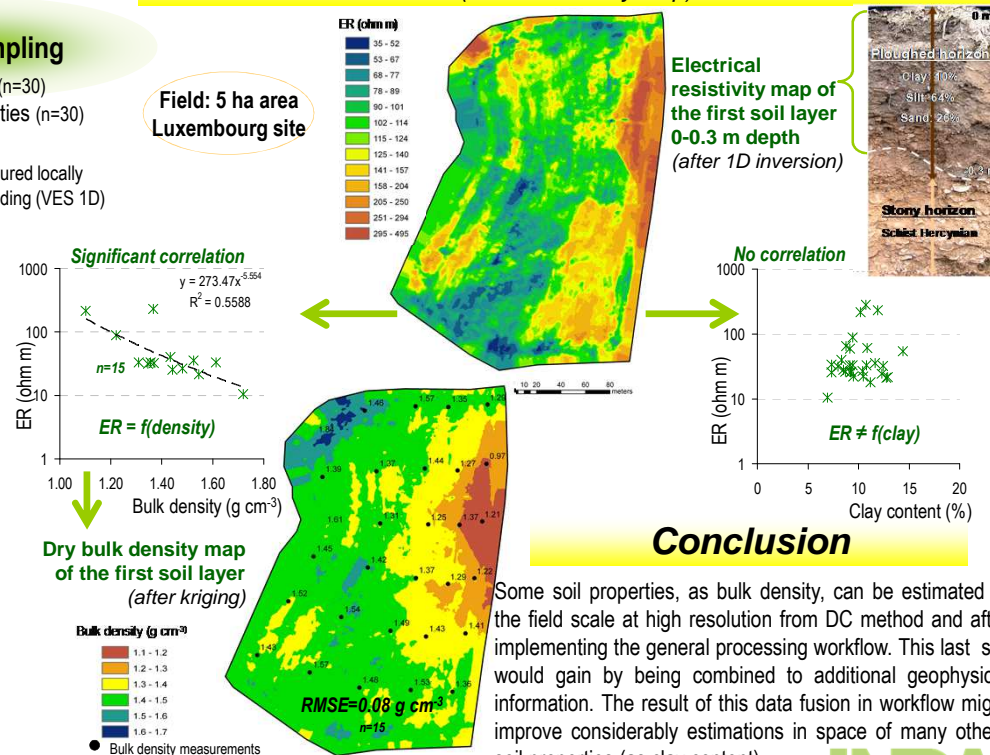 mpling
(n=30)
ties (n=30)
ured locally
ding (VES 1D)
Field: 5 ha area
Luxembourg site
ER (ohm m)
35 - 52
53 - 67
68 - 77
78 - 89
90 - 101
102 - 114
115 - 124
125 - 140
141 - 157
158 - 204
205 - 250
251 - 294
295 - 495
Electrical
resistivity map of
the first soil layer
0-0.3 m depth
(after 1D inversion)
0 m
Ploughed horizon
Clay: 10%
Silt: 64%
Sand: 26%
-0.3 m
Stony horizon
Schist Hercynian
Significant correlation
y = 273.47x^-5.554
R² = 0.5588
1000
100
10
1
ER (ohm m)
n=15
ER = f(density)
1.00 1.20 1.40 1.60 1.80
Bulk density (g cm⁻³)
No correlation
1000
100
10
1
ER (ohm m)
ER ≠ f(clay)
0 5 10 15 20
Clay content (%)
10 20 40 60 80
meters
Dry bulk density map
of the first soil layer
(after kriging)
Bulk density (g cm⁻³)
1.1 - 1.2
1.2 - 1.3
1.3 - 1.4
1.4 - 1.5
1.5 - 1.6
1.6 - 1.7
Bulk density measurements
1.46 1.57 1.35 1.29
1.84
1.39 1.37 1.44 1.27 0.97
1.61 1.31 1.25 1.37 1.21
1.45 1.42 1.37 1.29 1.22
1.52 1.54 1.49 1.43 1.41
1.43 1.57 1.48 1.53 1.36
RMSE=0.08 g cm⁻³
n=15
Conclusion
Some soil properties, as bulk density, can be estimated
the field scale at high resolution from DC method and aft
implementing the general processing workflow. This last s
would gain by being combined to additional geophysic
information. The result of this data fusion in workflow mig
improve considerably estimations in space of many othe
soil properties (as clay content)